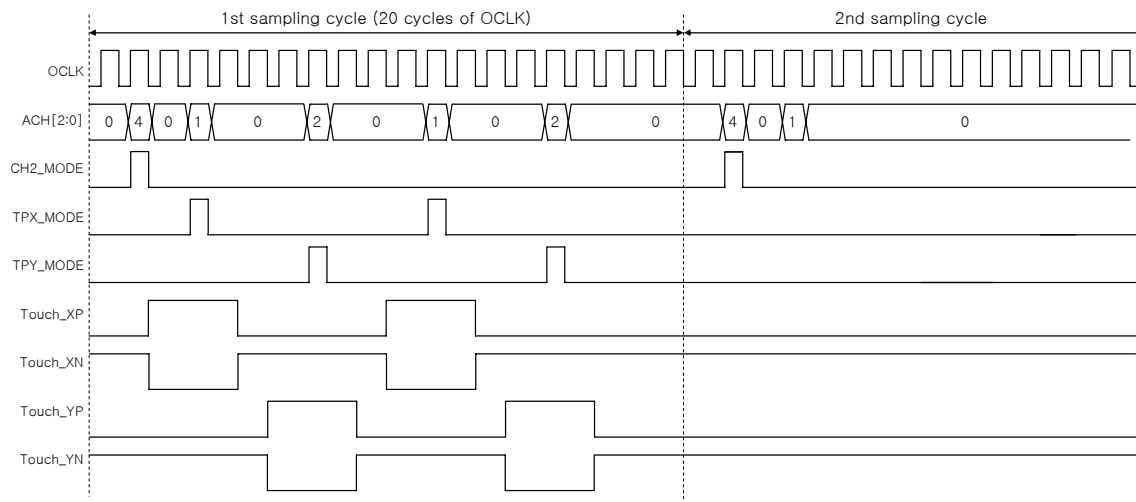 1st sampling cycle (20 cycles of OCLK) 2nd sampling cycle
OCLK
ACH[2:0] 0 4 0 1 0 2 0 1 0 2 0 4 0 1 0
CH2_MODE
TPX_MODE
TPY_MODE
Touch_XP
Touch_XN
Touch_YP
Touch_YN